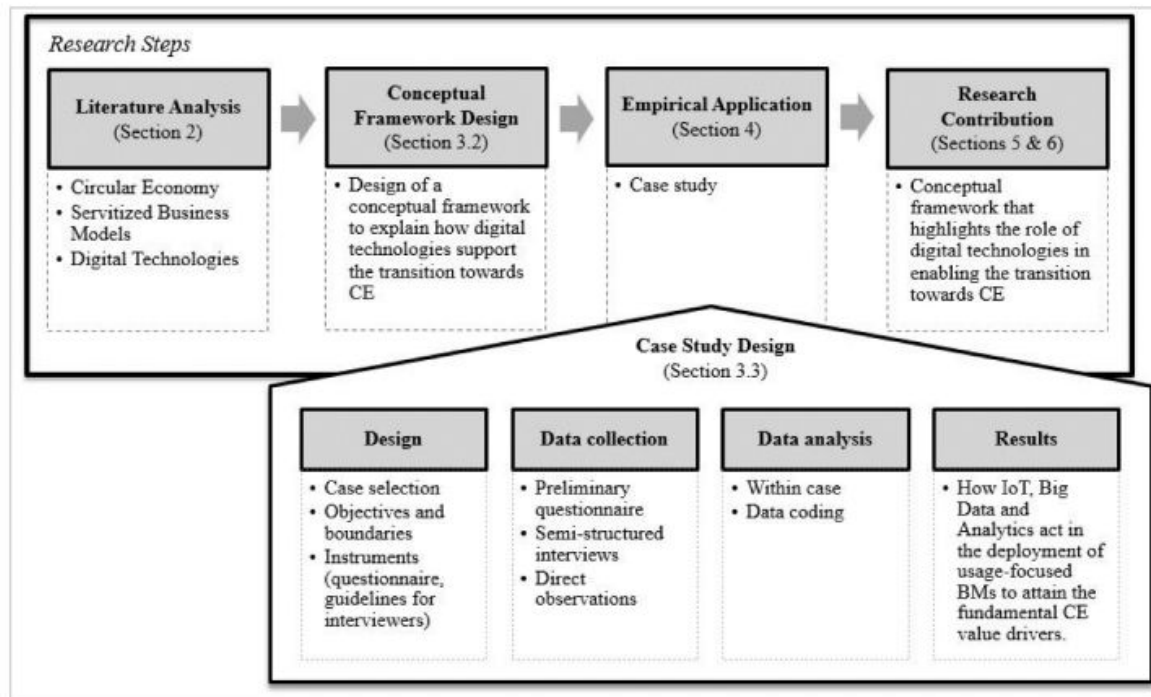 Research Steps
Literature Analysis
(Section 2)
• Circular Economy
• Servitized Business
Models
• Digital Technologies
Conceptual
Framework Design
(Section 3.2)
• Design of a
conceptual framework
to explain how digital
technologies support
the transition towards
CE
Empirical Application
(Section 4)
• Case study
Research
Contribution
(Sections 5 & 6)
• Conceptual
framework that
highlights the role of
digital technologies in
enabling the transition
towards CE
Case Study Design
(Section 3.3)
Design
• Case selection
• Objectives and
boundaries
• Instruments
(questionnaire,
guidelines for
interviewers)
Data collection
• Preliminary
questionnaire
• Semi-structured
interviews
• Direct
observations
Data analysis
• Within case
• Data coding
Results
• How IoT, Big
Data and
Analytics act in
the deployment of
usage-focused
BMs to attain the
fundamental CE
value drivers.